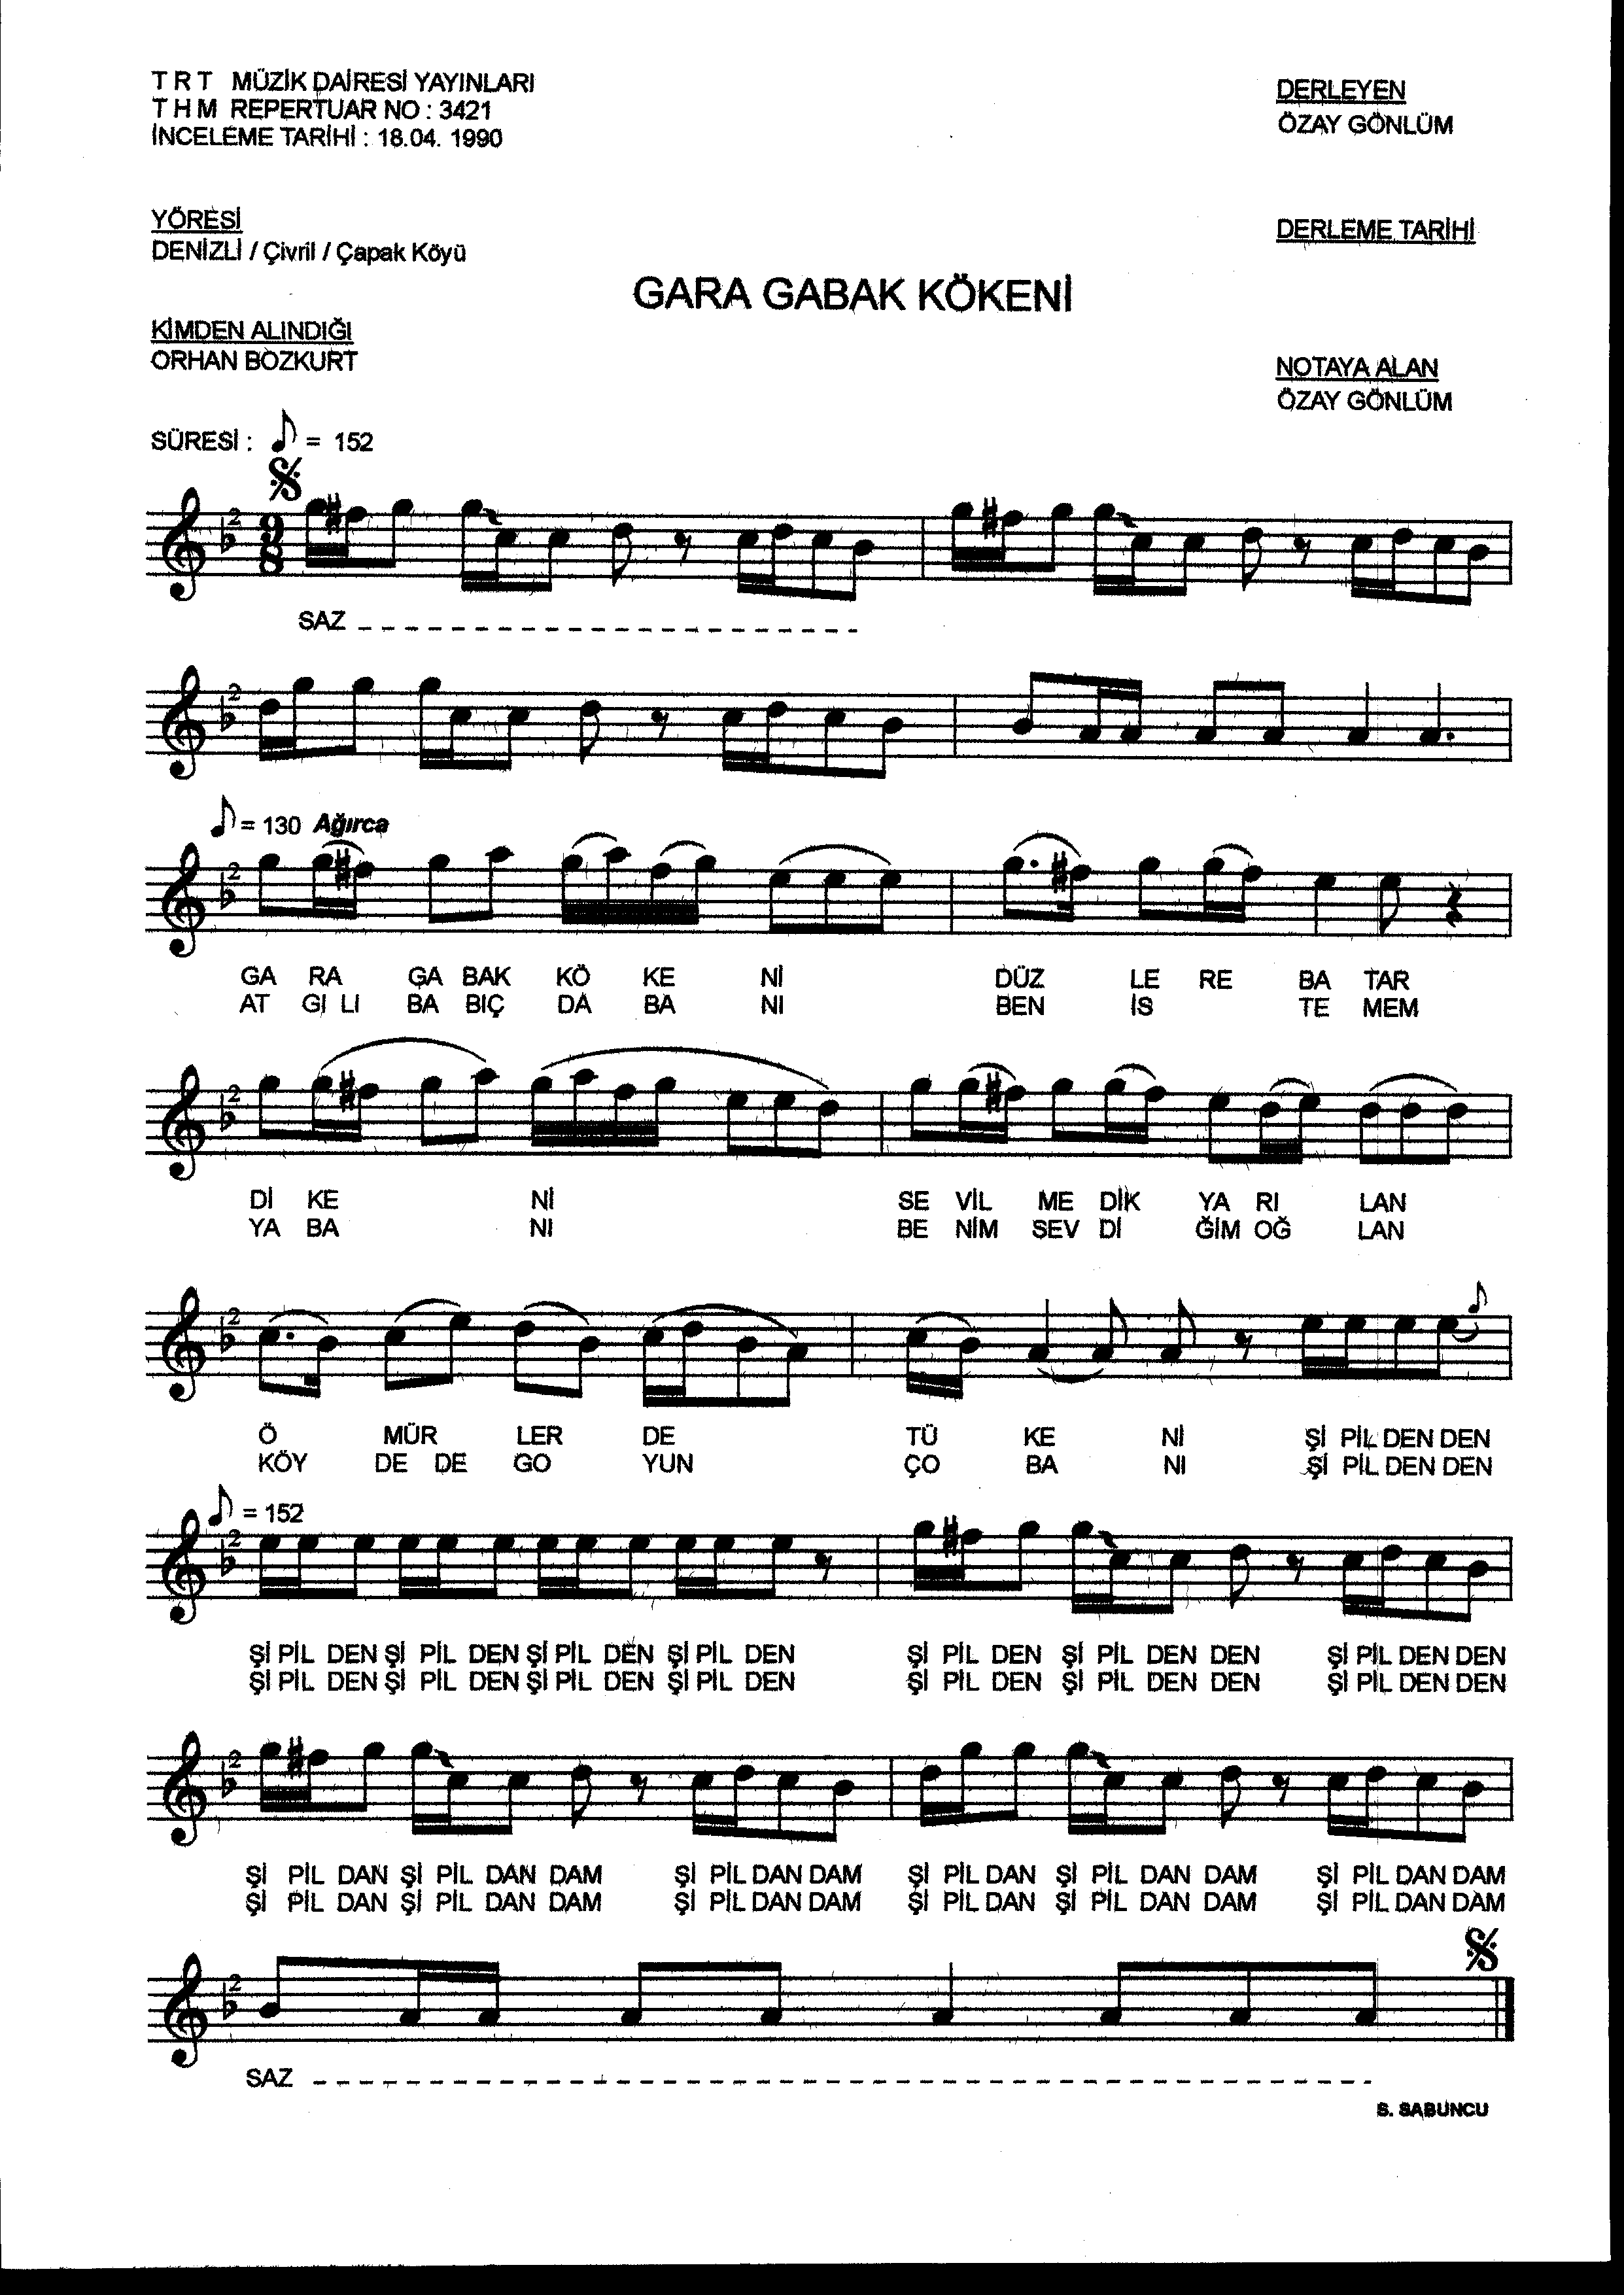 T R T MÜZİK DAİRESİ YAYINLARI
T H M REPERTUAR NO : 3421
İNCELEME TARİHİ : 18.04. 1990
DERLEYEN
ÖZAY GÖNLÜM
YÖRESİ
DENİZLİ / Çivril / Çapak Köyü
DERLEME TARİHİ
GARA GABAK KÖKENİ
KİMDEN ALINDIĞI
ORHAN BOZKURT
NOTAYA ALAN
ÖZAY GÖNLÜM
SÜRESİ : ♪ = 152
2 9 8
SAZ
2
♪ = 130 Ağırca
2
GA RA GA BAK KÖ KE Nİ DÜZ LE RE BA TAR
AT GI LI BA BIÇ DA BA NI BEN İS TE MEM
2
Dİ KE Nİ SE VİL ME DİK YA RI LAN
YA BA NI BE NİM SEV Dİ ĞİM OĞ LAN
2
Ö MÜR LER DE TÜ KE Nİ Şİ PİL DEN DEN
KÖY DE DE GO YUN ÇO BA NI Şİ PİL DEN DEN
♪ = 152
2
Şİ PİL DEN Şİ PİL DEN Şİ PİL DEN Şİ PİL DEN Şİ PİL DEN Şİ PİL DEN DEN Şİ PİL DEN DEN
Şİ PİL DEN Şİ PİL DEN Şİ PİL DEN Şİ PİL DEN Şİ PİL DEN Şİ PİL DEN DEN Şİ PİL DEN DEN
2
Şİ PİL DAN Şİ PİL DAN DAM Şİ PİL DAN DAM Şİ PİL DAN Şİ PİL DAN DAM Şİ PİL DAN DAM
Şİ PİL DAN Şİ PİL DAN DAM Şİ PİL DAN DAM Şİ PİL DAN Şİ PİL DAN DAM Şİ PİL DAN DAM
2
SAZ
S. SABUNCU